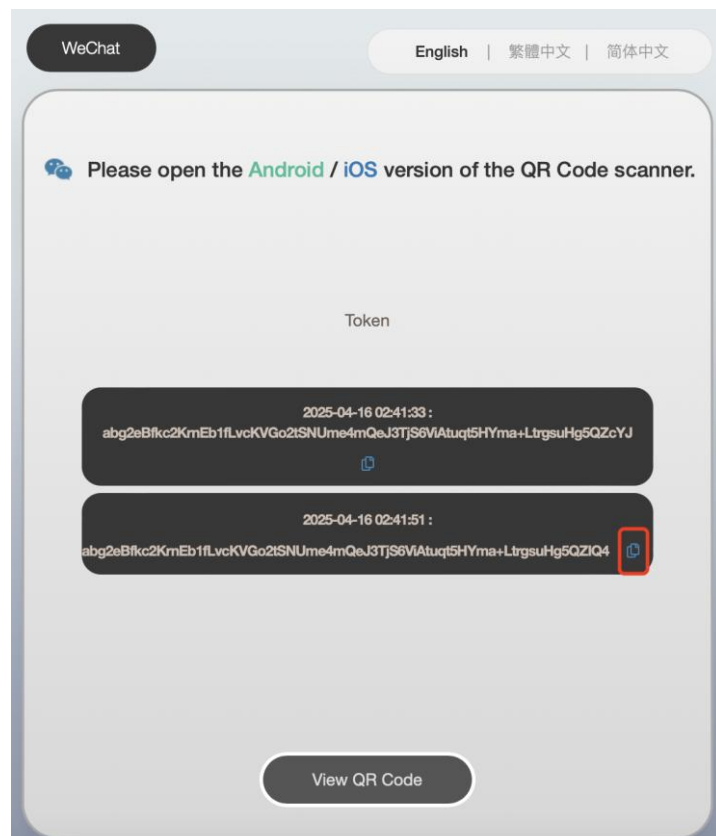 WeChat
English | 繁體中文 | 简体中文
Please open the Android / iOS version of the QR Code scanner.
Token
2025-04-16 02:41:33 :
abg2eBfkc2KrnEb1fLvcKVGo2tSNUme4mQeJ3TjS6ViAtuqt5HYma+LtrgsuHg5QZcYJ
2025-04-16 02:41:51 :
abg2eBfkc2KrnEb1fLvcKVGo2tSNUme4mQeJ3TjS6ViAtuqt5HYma+LtrgsuHg5QZIQ4
View QR Code